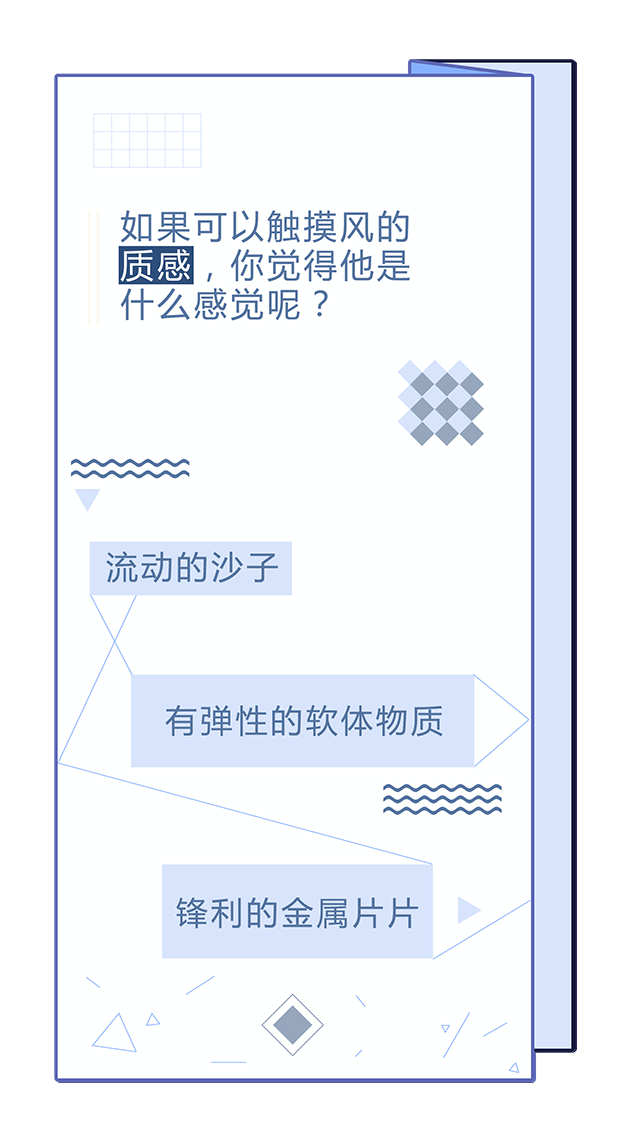 如果可以触摸风的
质感，你觉得他是
什么感觉呢？
流动的沙子
有弹性的软体物质
锋利的金属片片